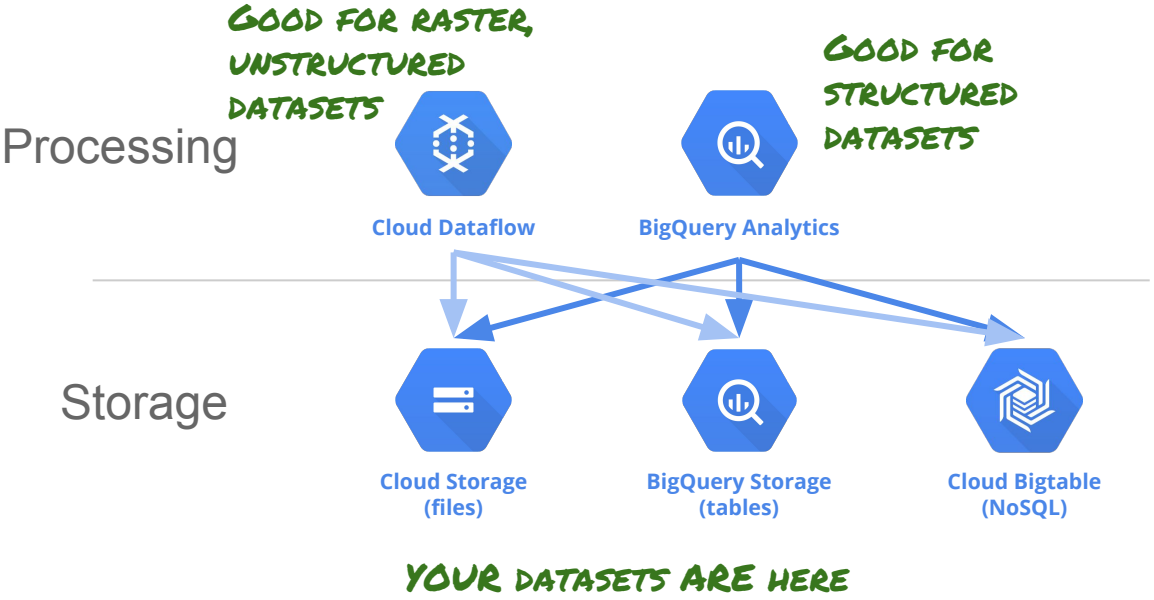 GOOD FOR RASTER,
UNSTRUCTURED
DATASETS
GOOD FOR
STRUCTURED
DATASETS
Processing
Cloud Dataflow
BigQuery Analytics
Storage
Cloud Storage
(files)
BigQuery Storage
(tables)
Cloud Bigtable
(NoSQL)
YOUR DATASETS ARE HERE